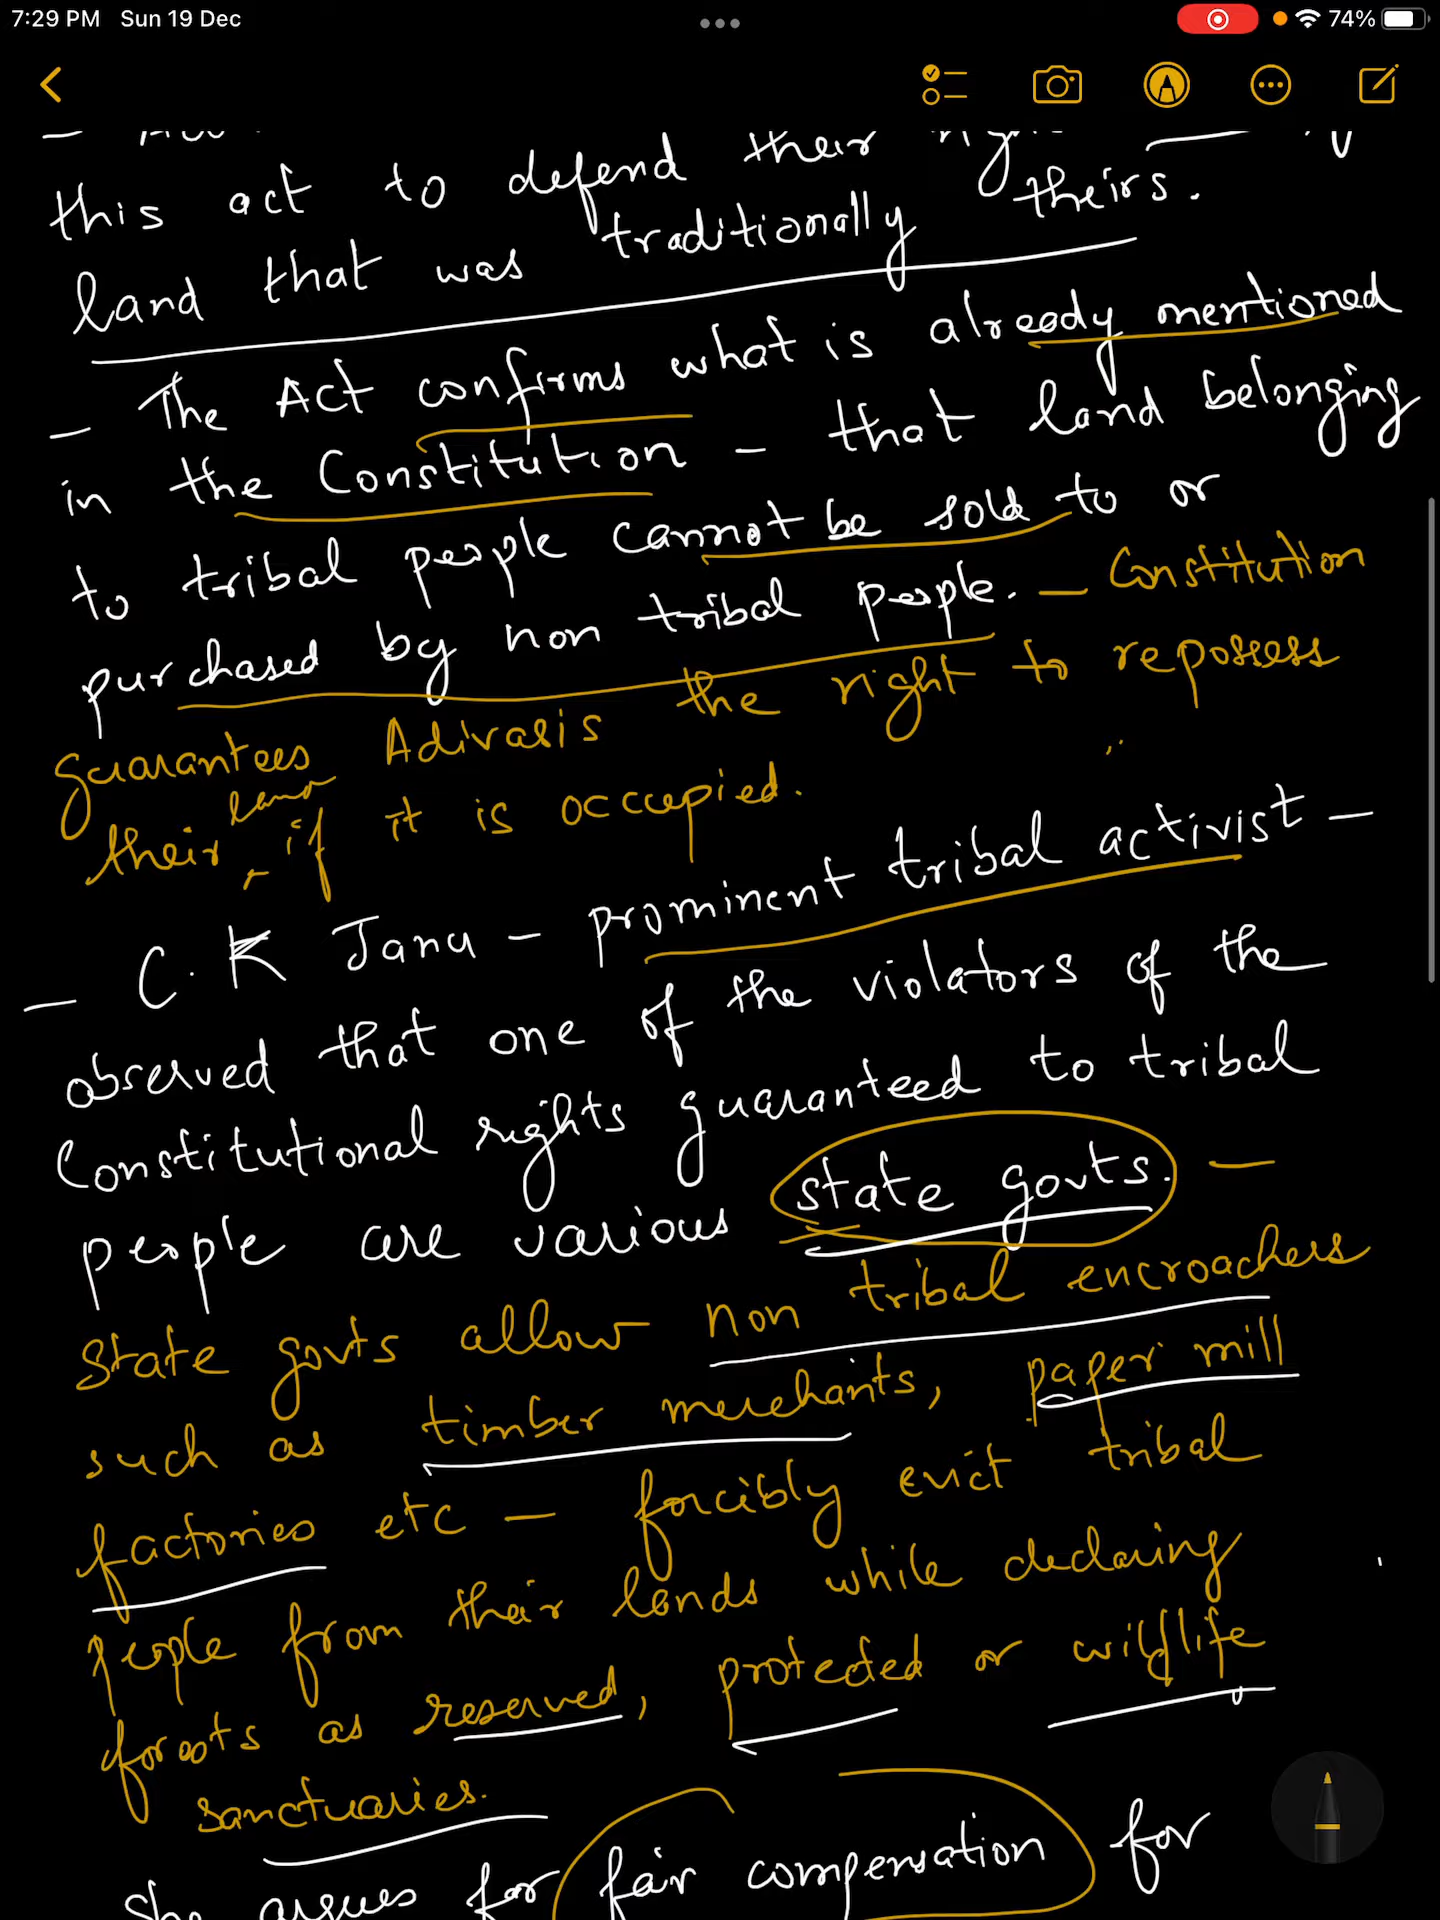 7:29 PM Sun 19 Dec
74%
this act to defend their
land that was traditionally theirs.
- The Act confirms what is already mentioned
in the Constitution - that land belonging
to tribal people cannot be sold to or
purchased by non tribal people. - Constitution
guarantees Adivasis the right to repossess
their land if it is occupied.
- C. K Janu - prominent tribal activist -
observed that one of the violators of the
Constitutional rights guaranteed to tribal
people are various state govts. -
State govts allow non tribal encroachers
such as timber merchants, paper mill
factories etc - forcibly evict tribal
people from their lands while declaring
forests as reserved, protected or wildlife
sanctuaries.
She argues for fair compensation for